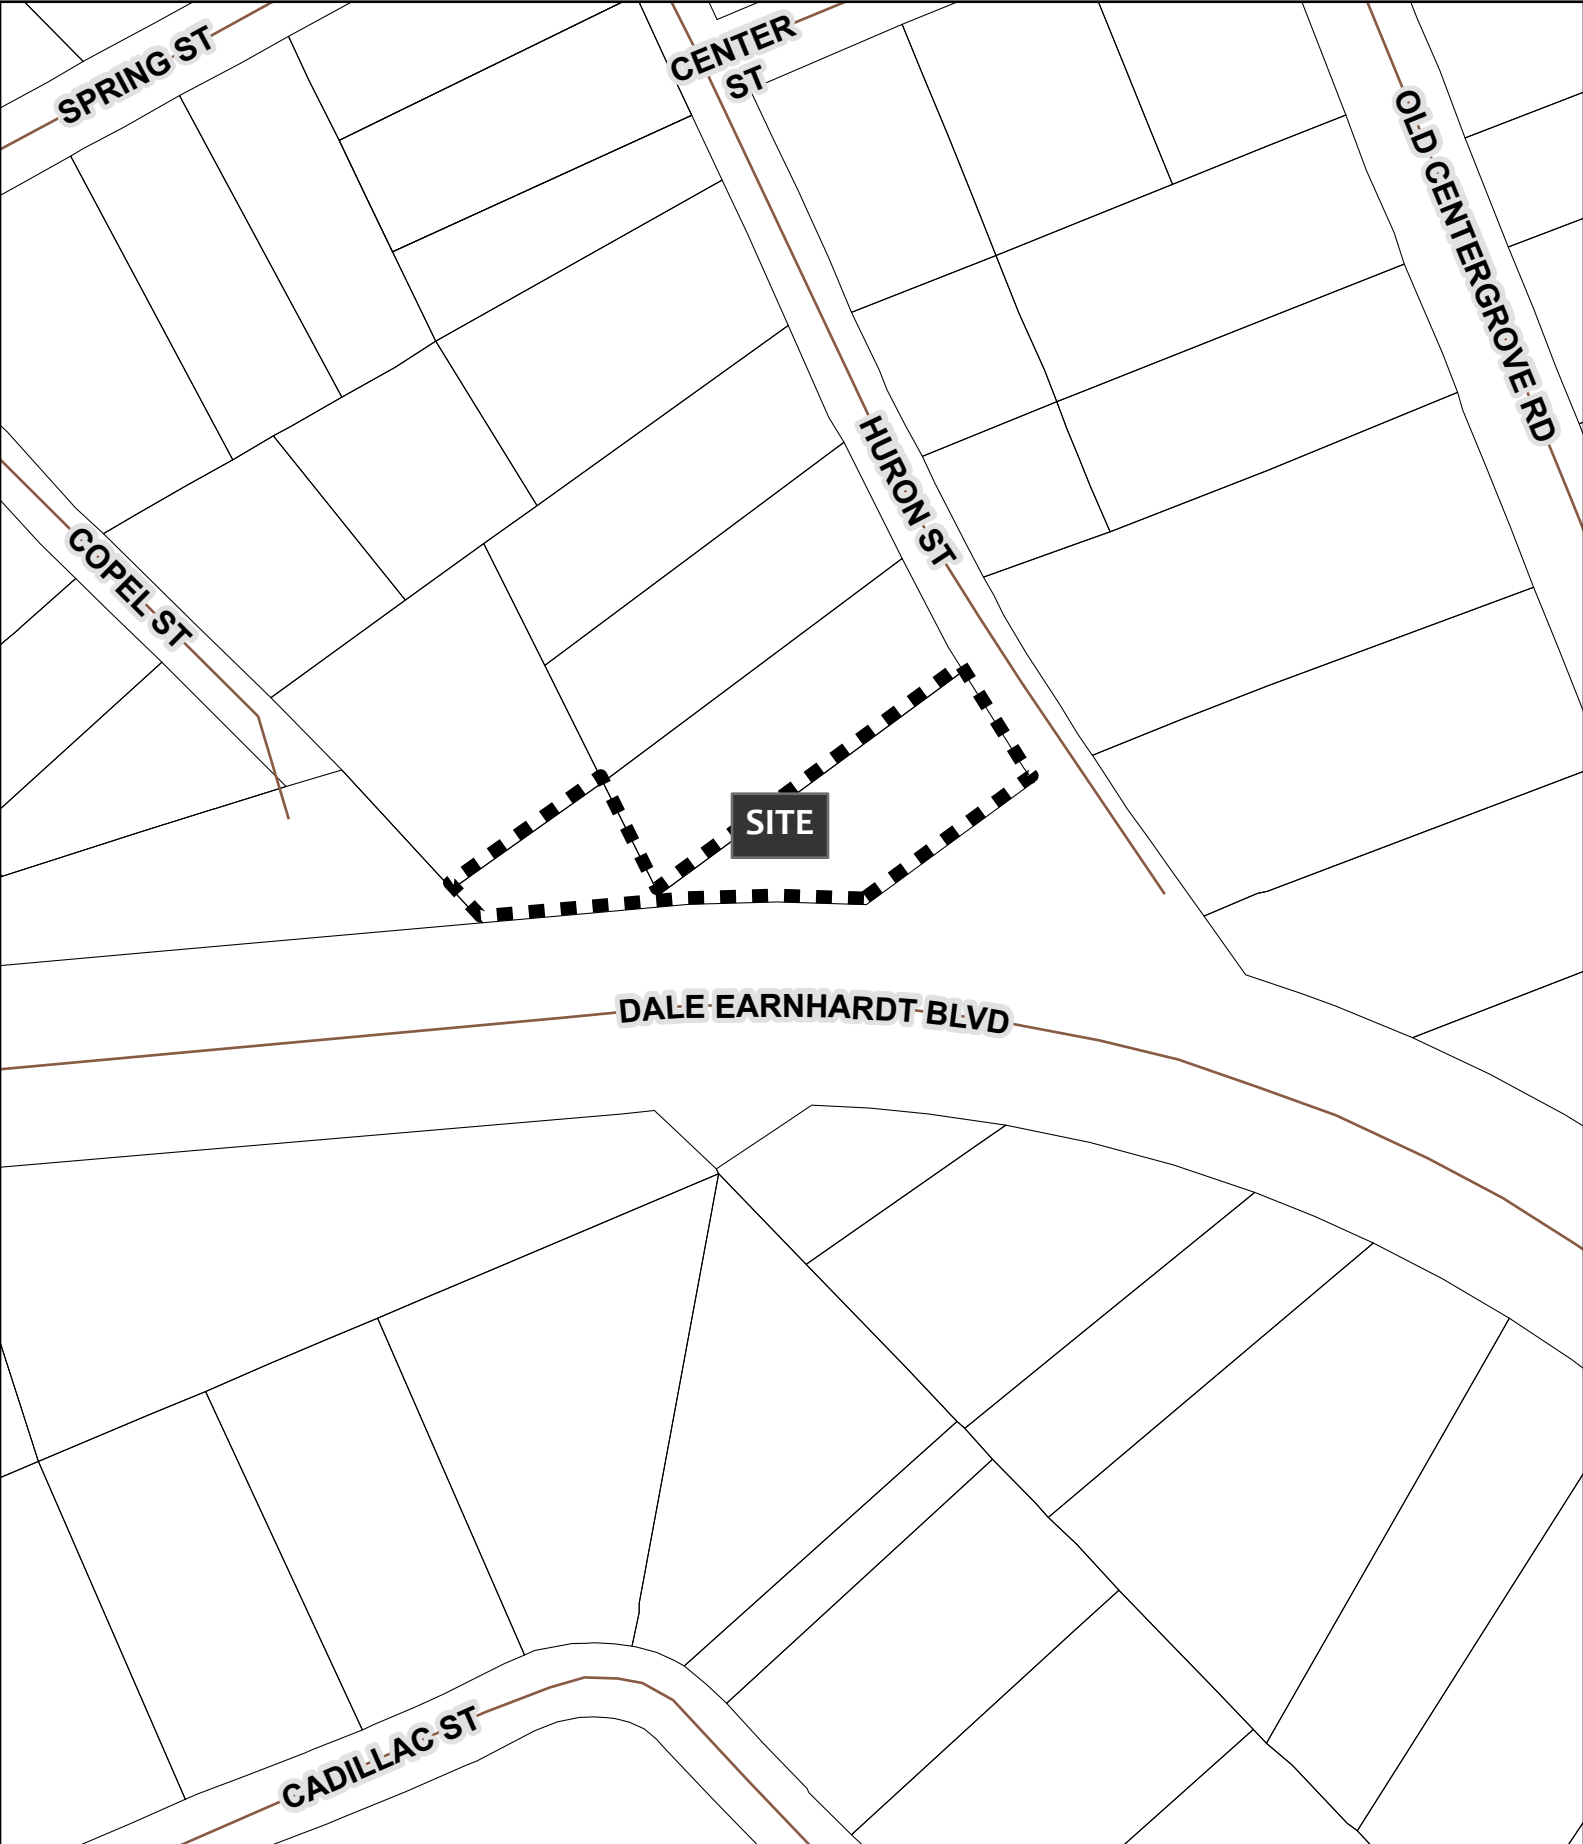 SPRING ST
CENTER
ST
OLD CENTERGROVE RD
HURON ST
COPEL ST
SITE
DALE EARNHARDT BLVD
CADILLAC ST